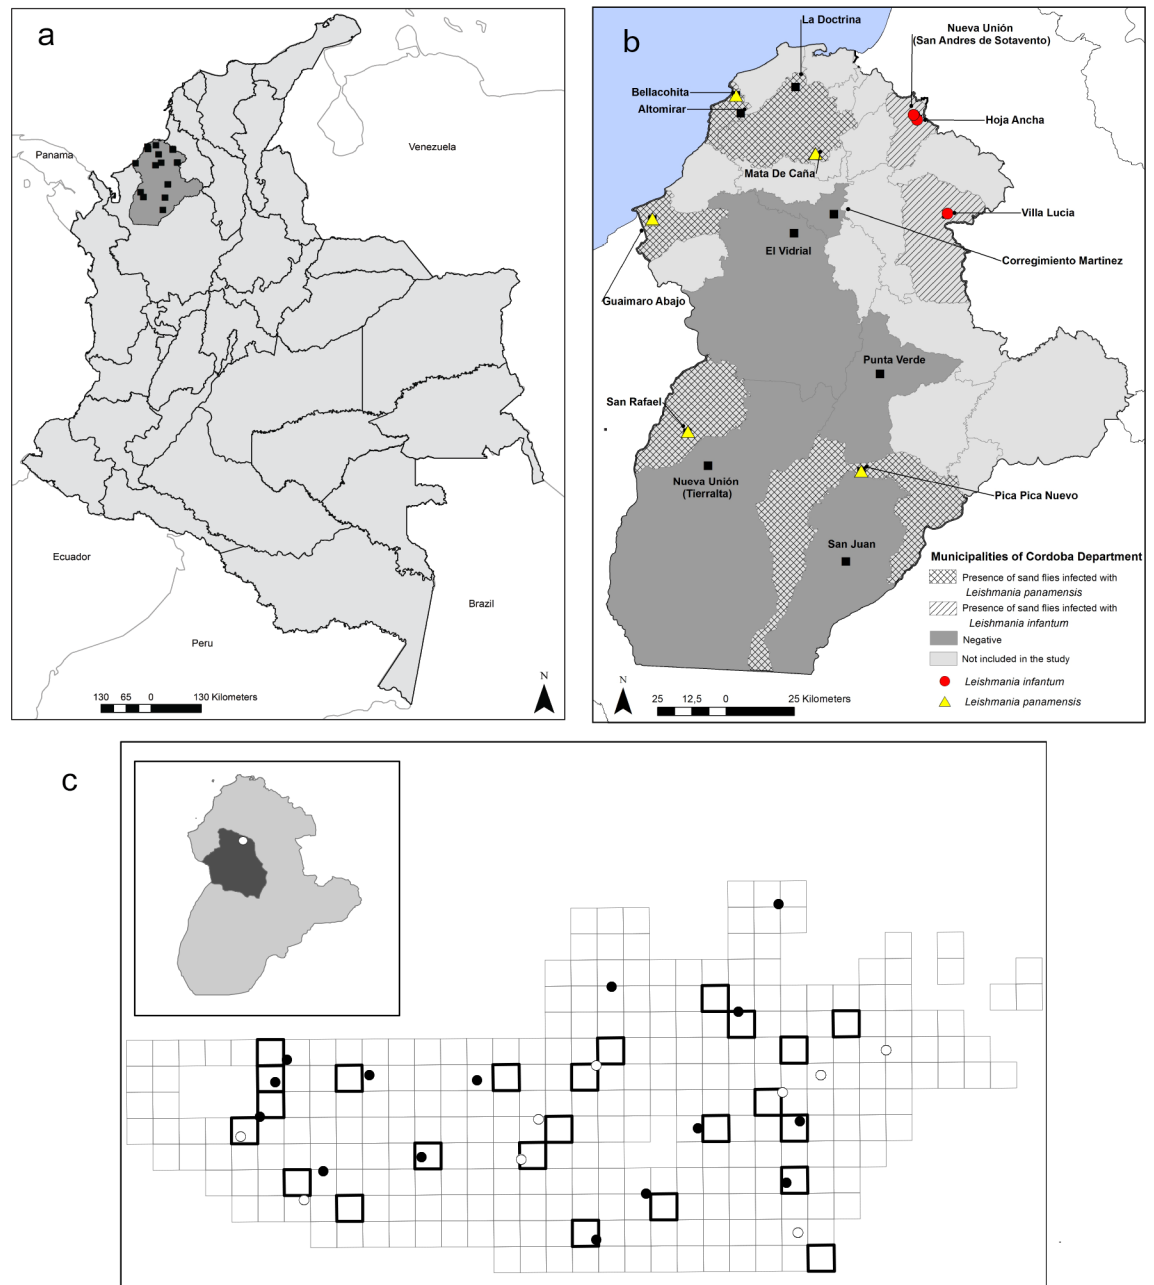 a
Panama
Venezuela
Ecuador
Peru
Brazil
130 65 0 130 Kilometers
N
b
La Doctrina
Nueva Unión
(San Andres de Sotavento)
Bellacohita
Altomirar
Hoja Ancha
Mata De Caña
Villa Lucia
El Vidrial
Corregimiento Martinez
Guaimaro Abajo
Punta Verde
San Rafael
Nueva Unión
(Tierralta)
Pica Pica Nuevo
San Juan
Municipalities of Cordoba Department
Presence of sand flies infected with
Leishmania panamensis
Presence of sand flies infected with
Leishmania infantum
Negative
Not included in the study
Leishmania infantum
Leishmania panamensis
N
25 12,5 0 25 Kilometers
c